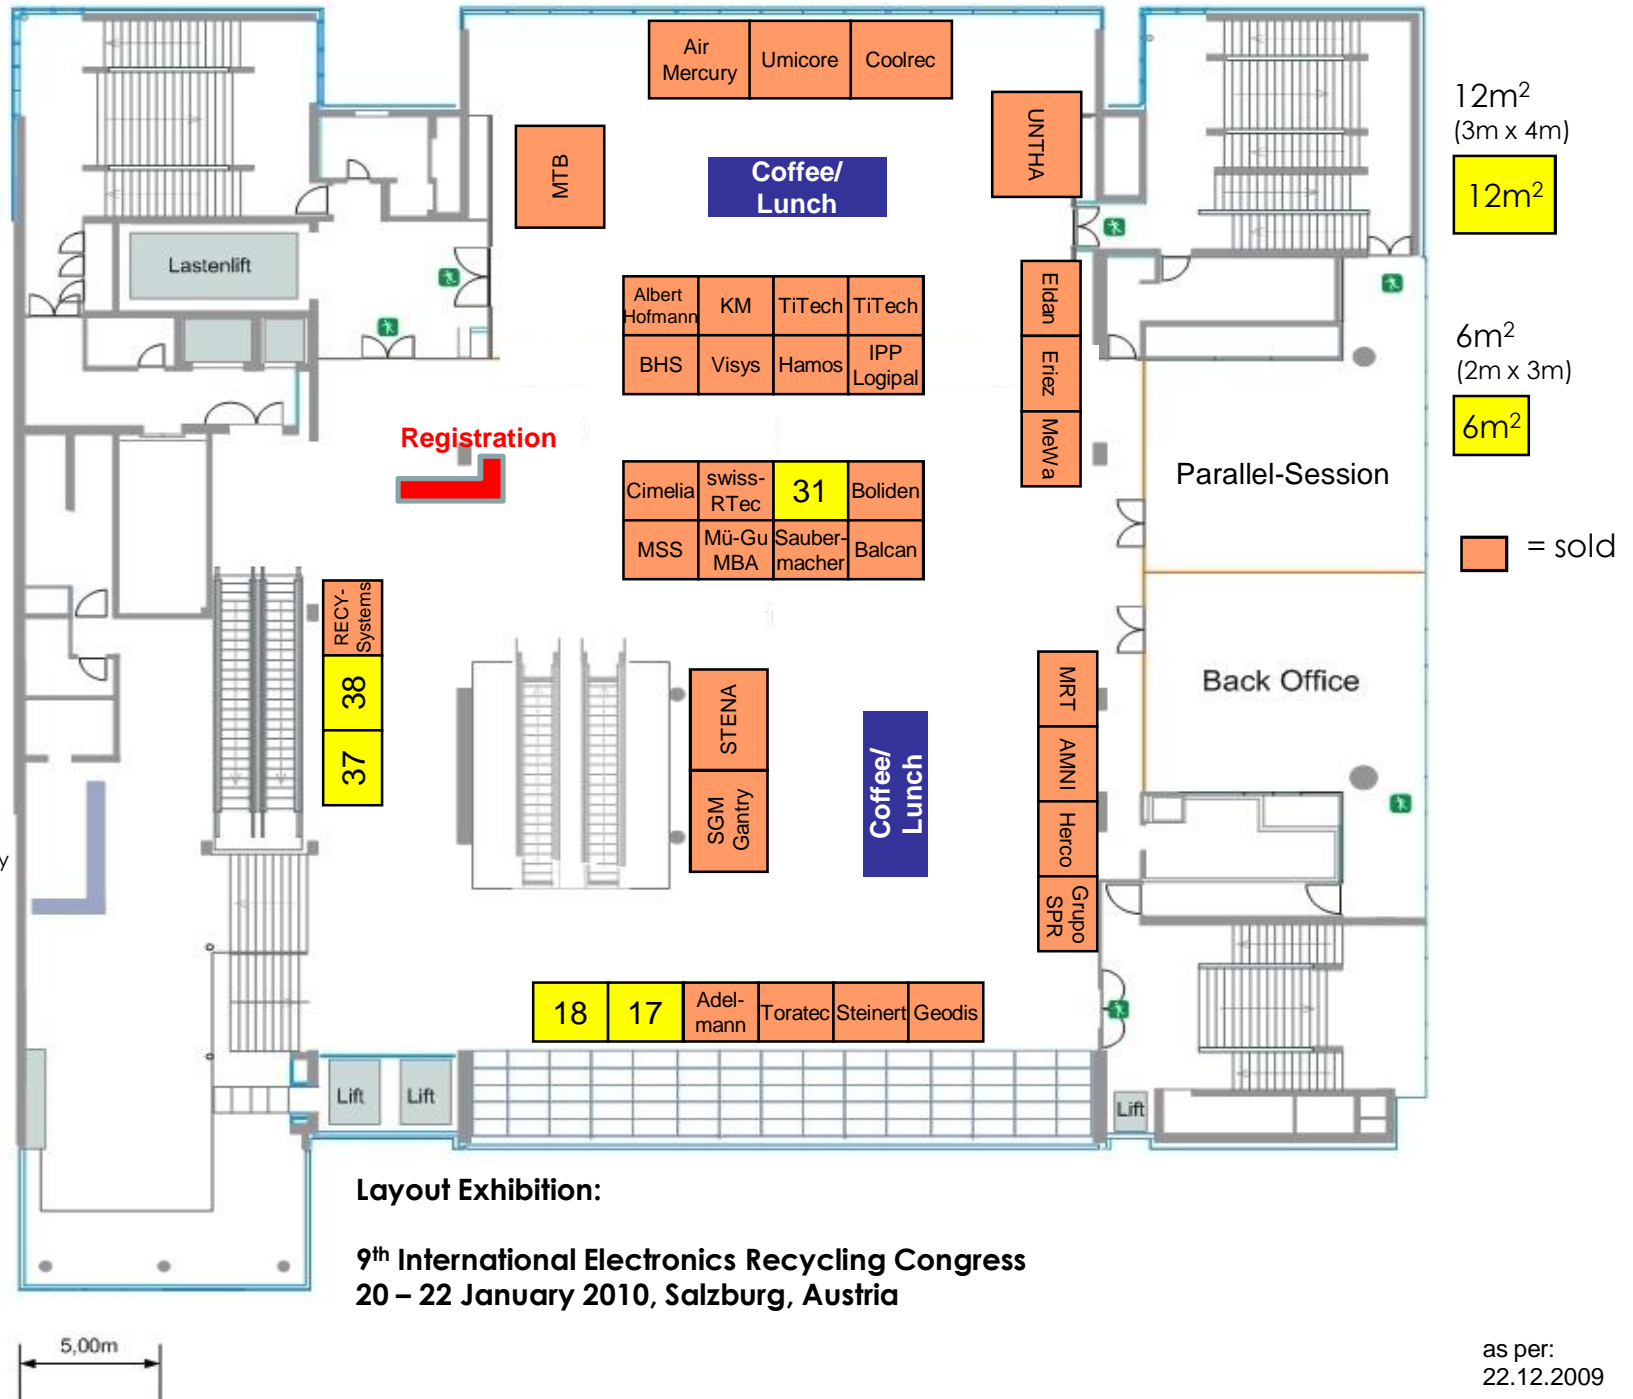 Air
Mercury
Umicore
Coolrec
12m²
(3m x 4m)
12m²
UNTHA
MTB
Coffee/
Lunch
Lastenlift
Albert
Hofmann
KM
TiTech
TiTech
BHS
Visys
Hamos
IPP
Logipal
Eldan
Eriez
MeWa
6m²
(2m x 3m)
6m²
Registration
Parallel-Session
Cimelia
swiss-
RTec
31
Boliden
MSS
Mü-Gu
MBA
Sauber-
macher
Balcan
= sold
RECY-
Systems
38
37
STENA
SGM
Gantry
Coffee/
Lunch
MRT
AMNI
Herco
Grupo
SPR
Back Office
y
18
17
Adel-
mann
Toratec
Steinert
Geodis
Lift
Lift
Lift
Layout Exhibition:
9th International Electronics Recycling Congress
20 – 22 January 2010, Salzburg, Austria
5,00m
as per:
22.12.2009